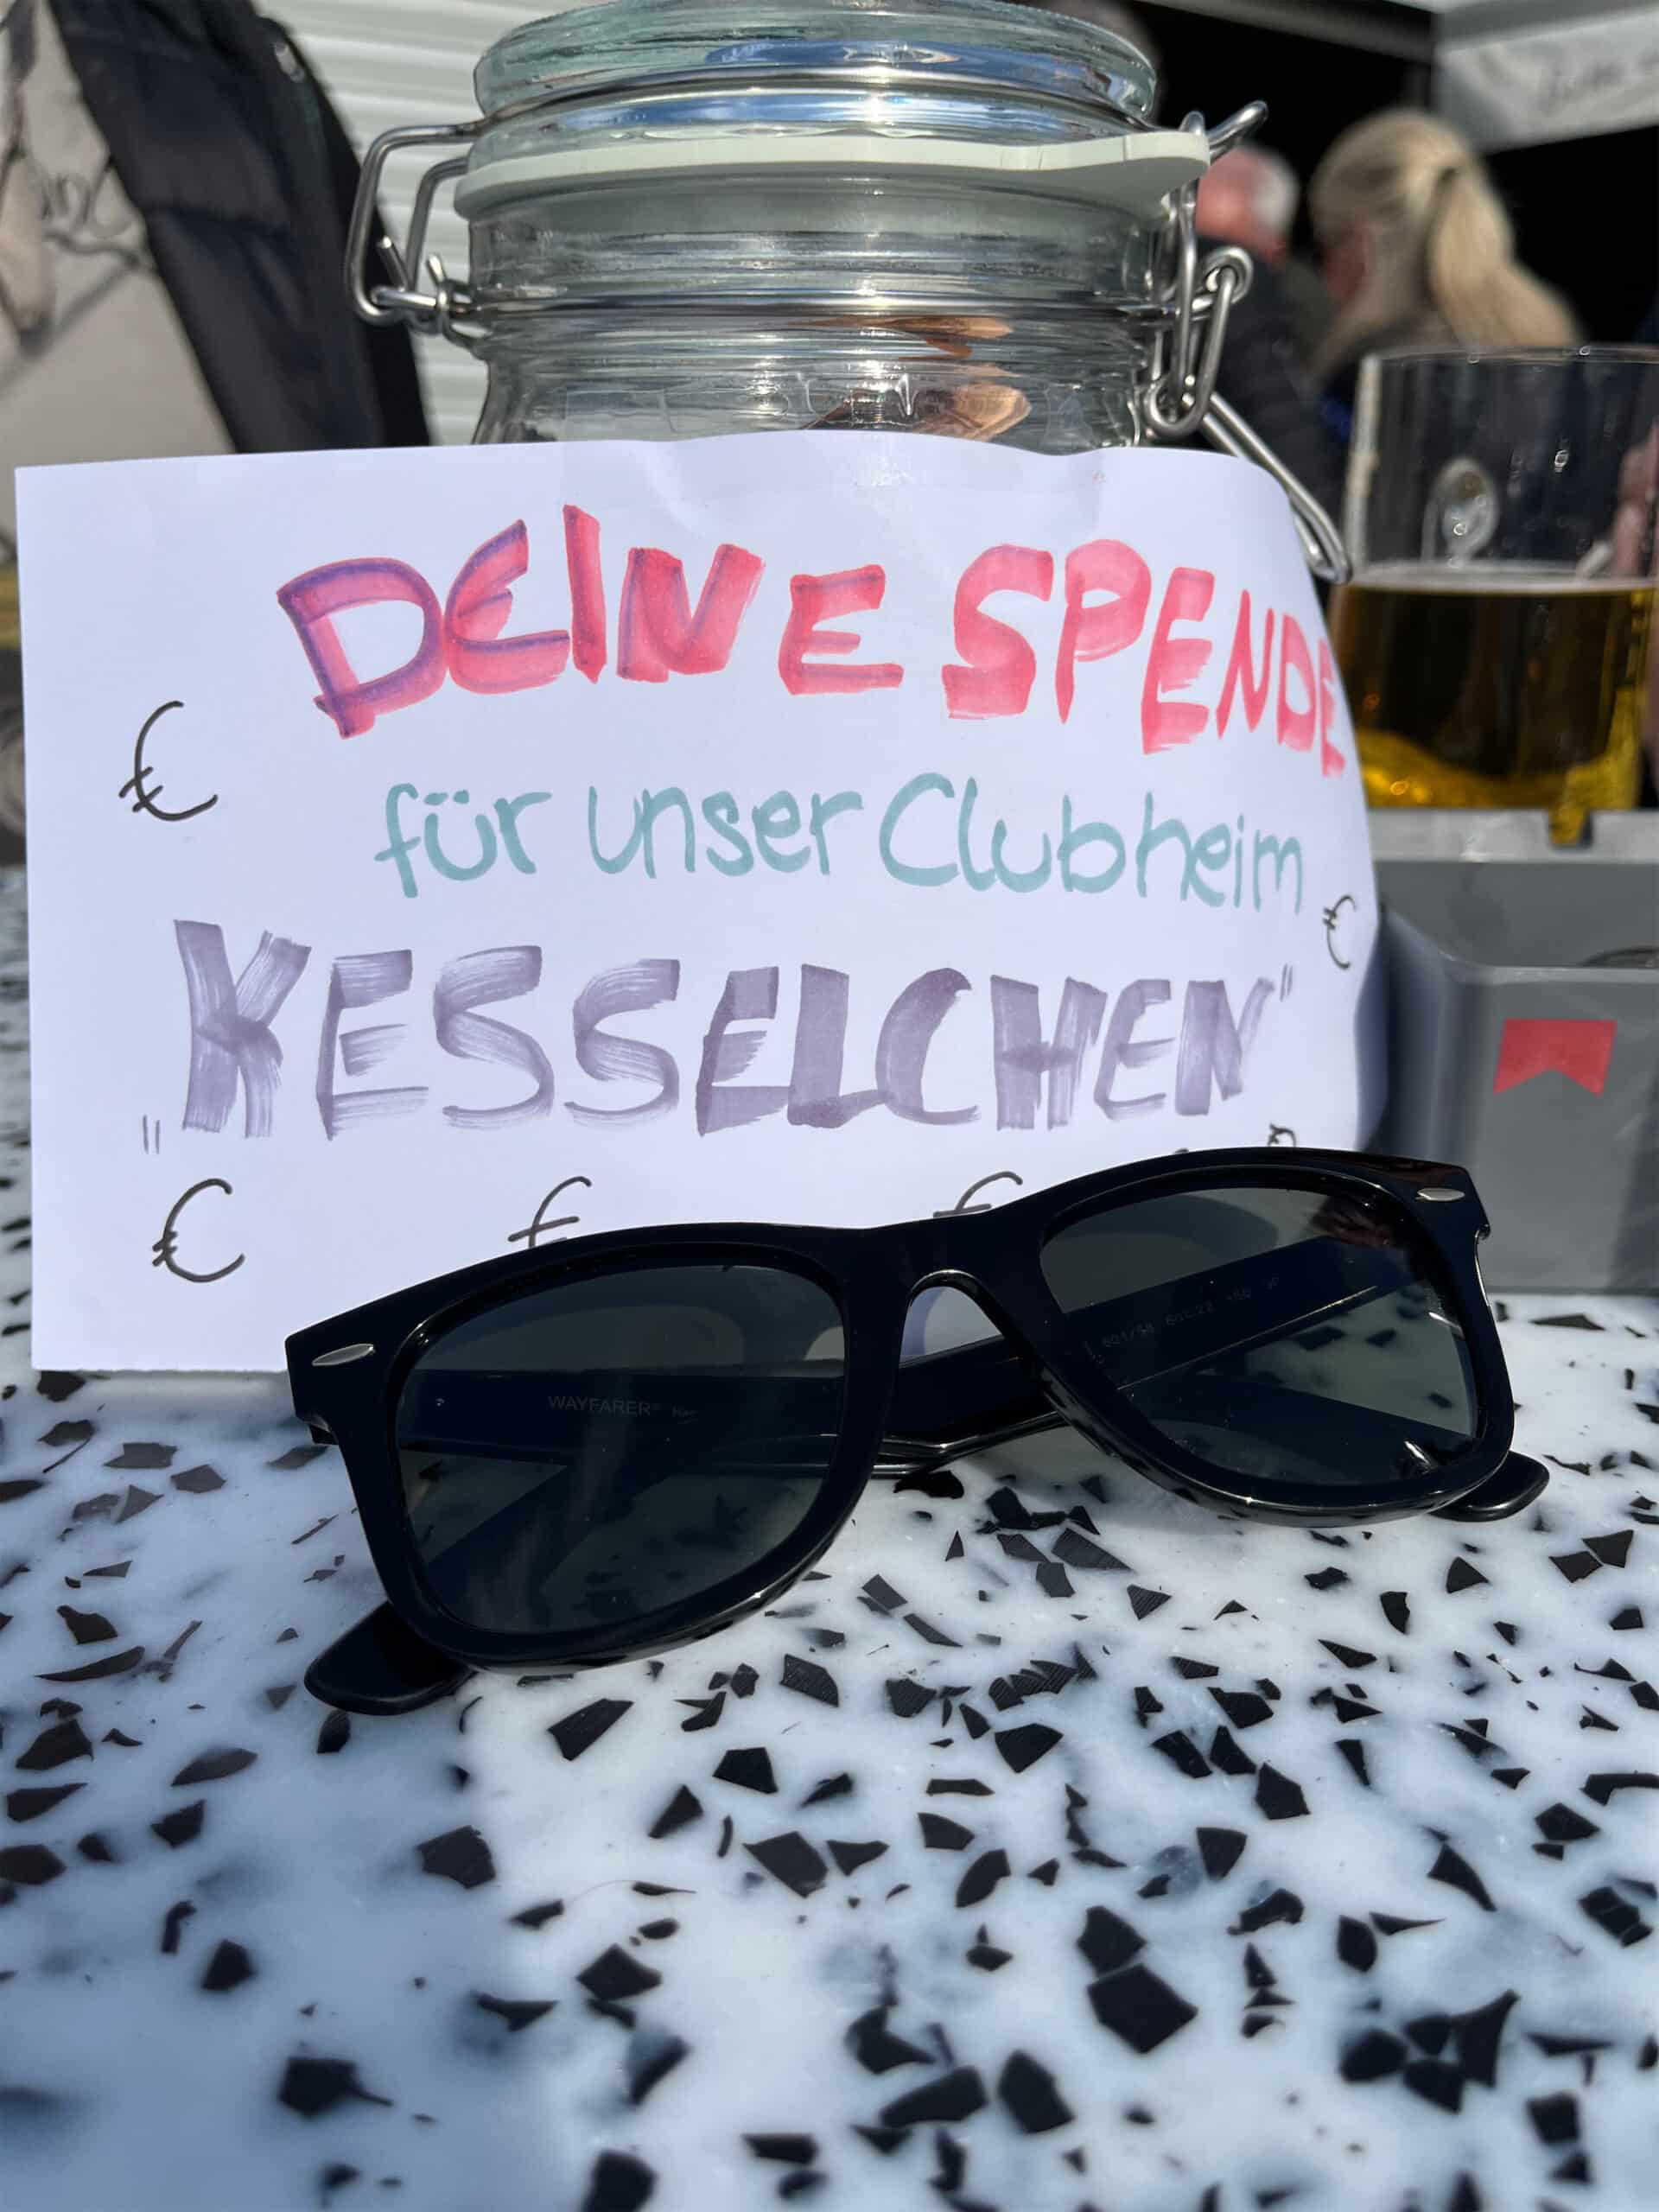 DEINE SPENDE
€
für unser Clubheim
€
„KESSELCHEN"
€ € €
WAYFARER